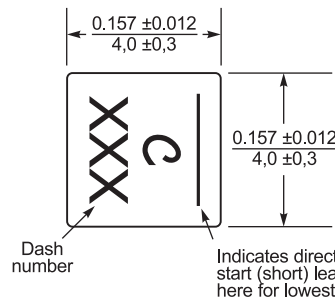 0.157 ±0.012
4,0 ±0,3
XXX
C
0.157 ±0.012
4,0 ±0,3
Dash
number
Indicates direct
start (short) lea
here for lowest